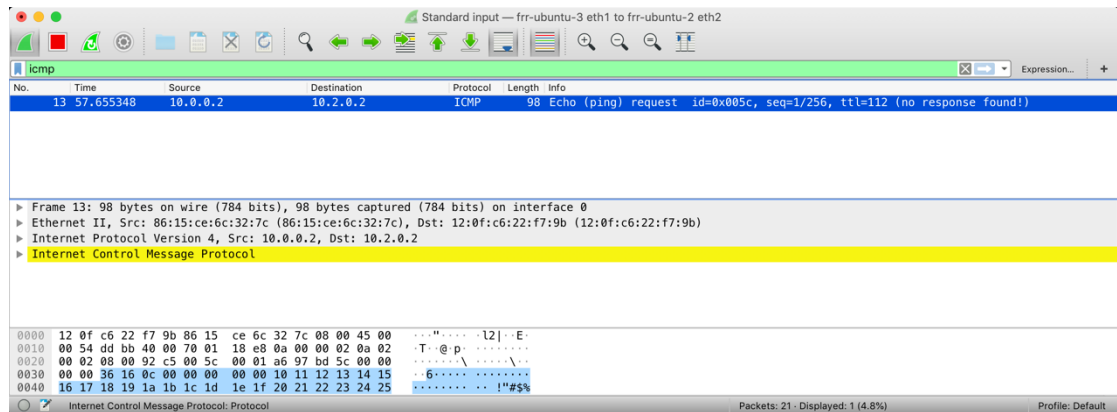 Standard input — frr-ubuntu-3 eth1 to frr-ubuntu-2 eth2
icmp Expression... +
No. Time Source Destination Protocol Length Info
13 57.655348 10.0.0.2 10.2.0.2 ICMP 98 Echo (ping) request id=0x005c, seq=1/256, ttl=112 (no response found!)
Frame 13: 98 bytes on wire (784 bits), 98 bytes captured (784 bits) on interface 0
Ethernet II, Src: 86:15:ce:6c:32:7c (86:15:ce:6c:32:7c), Dst: 12:0f:c6:22:f7:9b (12:0f:c6:22:f7:9b)
Internet Protocol Version 4, Src: 10.0.0.2, Dst: 10.2.0.2
Internet Control Message Protocol
0000 12 0f c6 22 f7 9b 86 15 ce 6c 32 7c 08 00 45 00 ···"···· ·l2|··E·
0010 00 54 dd bb 40 00 70 01 18 e8 0a 00 00 02 0a 02 ·T··@·p· ········
0020 00 02 08 00 92 c5 00 5c 00 01 a6 97 bd 5c 00 00 ·······\ ·····\··
0030 00 00 36 16 0c 00 00 00 00 00 10 11 12 13 14 15 ··6····· ········
0040 16 17 18 19 1a 1b 1c 1d 1e 1f 20 21 22 23 24 25 ········ ·· !"#$%
Internet Control Message Protocol: Protocol Packets: 21 · Displayed: 1 (4.8%) Profile: Default